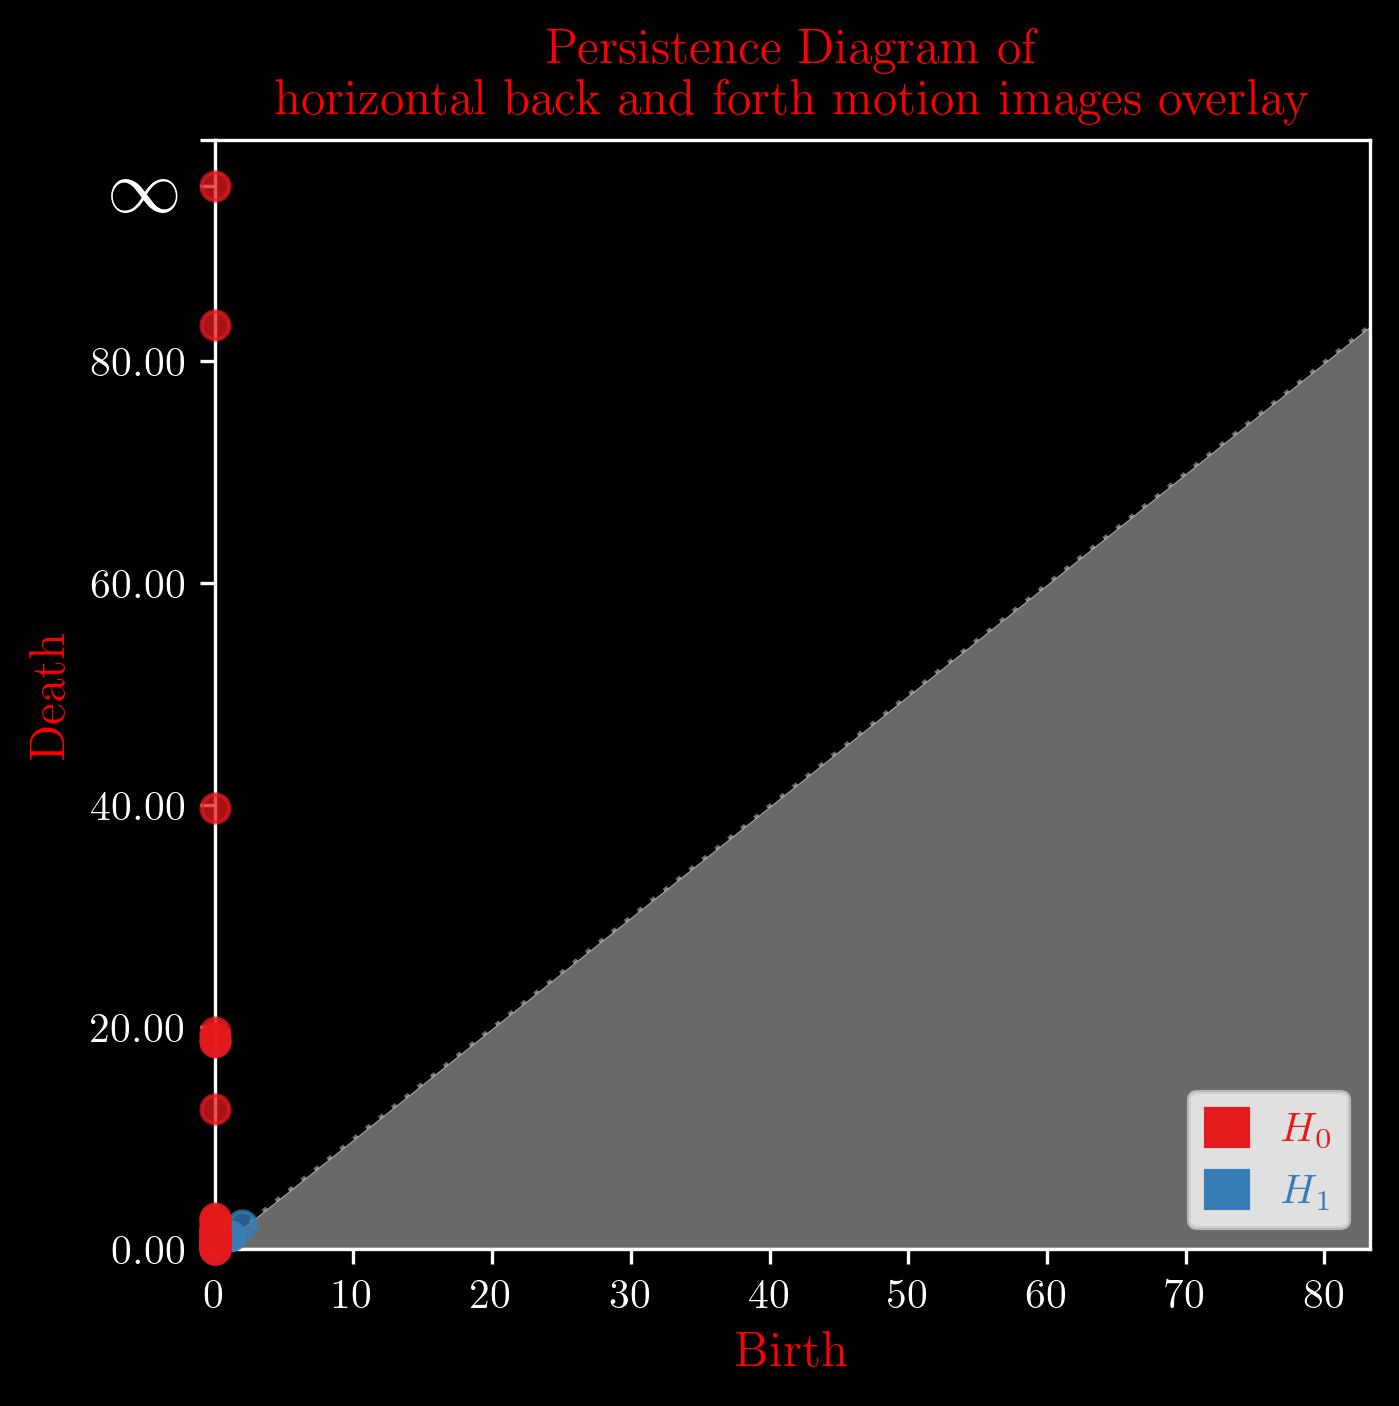 Persistence Diagram of
horizontal back and forth motion images overlay
∞
80.00
60.00
40.00
20.00
0.00
Death
0 10 20 30 40 50 60 70 80
Birth
H₀
H₁